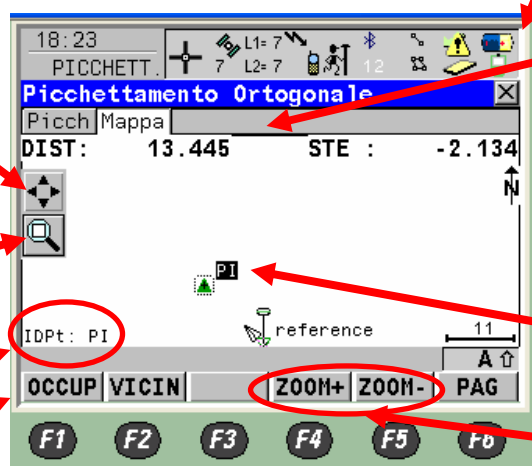 18:23 L1= 7
PICCHETT. 7 L2= 7 12
Picchettamento Ortogonale
Picch Mappa
DIST: 13.445 STE : -2.134
N
PI
IDPt: PI reference 11
A
OCCUP VICIN ZOOM+ ZOOM- PAG
F1 F2 F3 F4 F5 F6